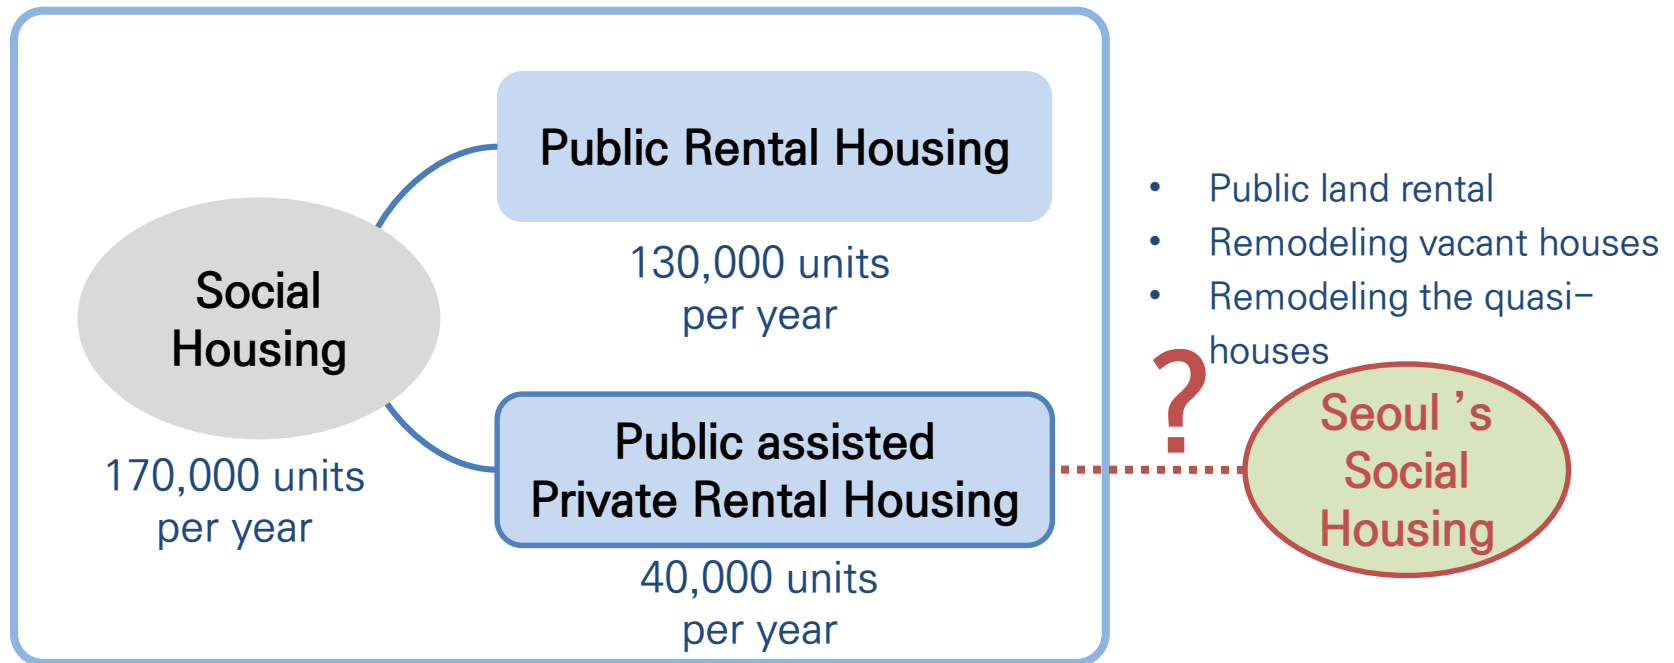 Public Rental Housing
130,000 units
per year
Social
Housing
170,000 units
per year
Public assisted
Private Rental Housing
40,000 units
per year
• Public land rental
• Remodeling vacant houses
• Remodeling the quasi-
houses
?
Seoul ’s
Social
Housing